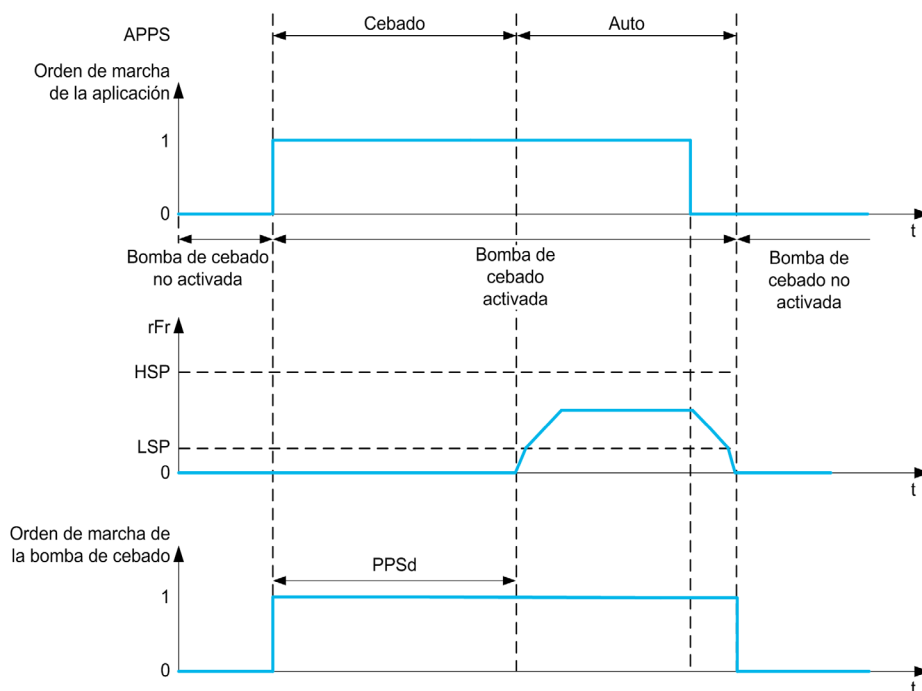 APPS
Cebado
Auto
Orden de marcha
de la aplicación
1
0
t
Bomba de cebado
no activada
Bomba de
cebado
activada
Bomba de
cebado no
activada
rFr
HSP
LSP
0
t
Orden de marcha de
la bomba de cebado
PPSd
1
0
t